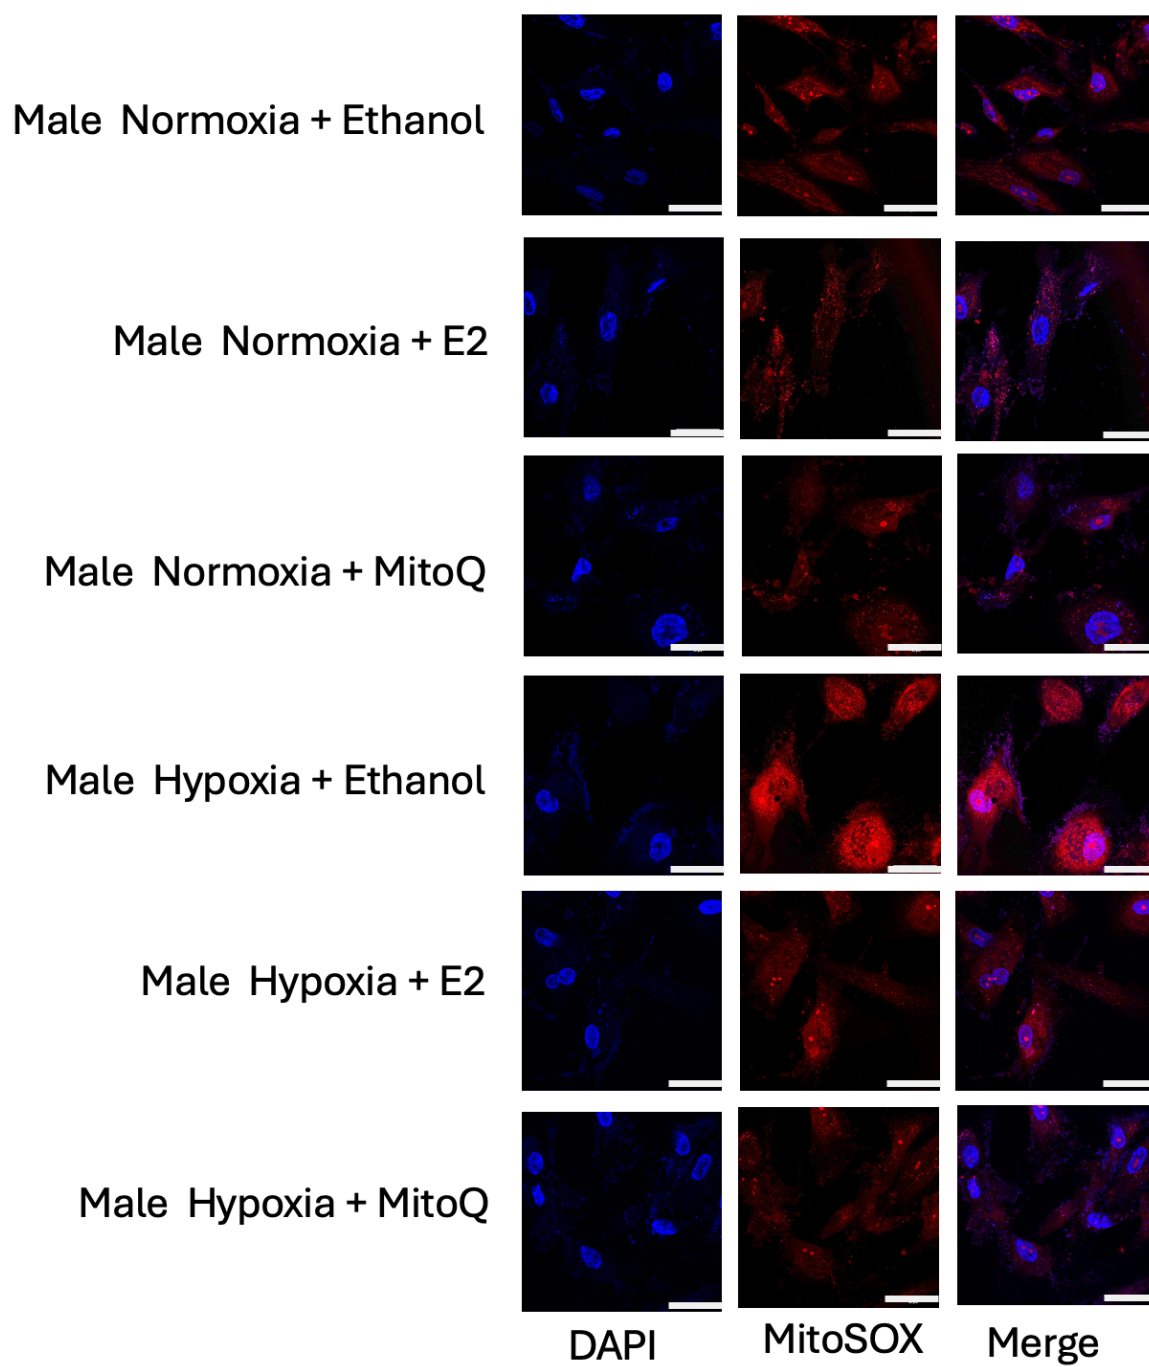 Male Normoxia + Ethanol
Male Normoxia + E2
Male Normoxia + MitoQ
Male Hypoxia + Ethanol
Male Hypoxia + E2
Male Hypoxia + MitoQ
DAPI MitoSOX Merge